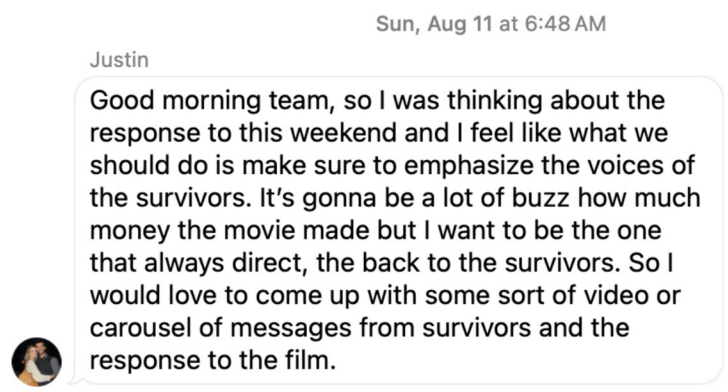 Sun, Aug 11 at 6:48 AM
Justin
Good morning team, so I was thinking about the
response to this weekend and I feel like what we
should do is make sure to emphasize the voices of
the survivors. It’s gonna be a lot of buzz how much
money the movie made but I want to be the one
that always direct, the back to the survivors. So I
would love to come up with some sort of video or
carousel of messages from survivors and the
response to the film.